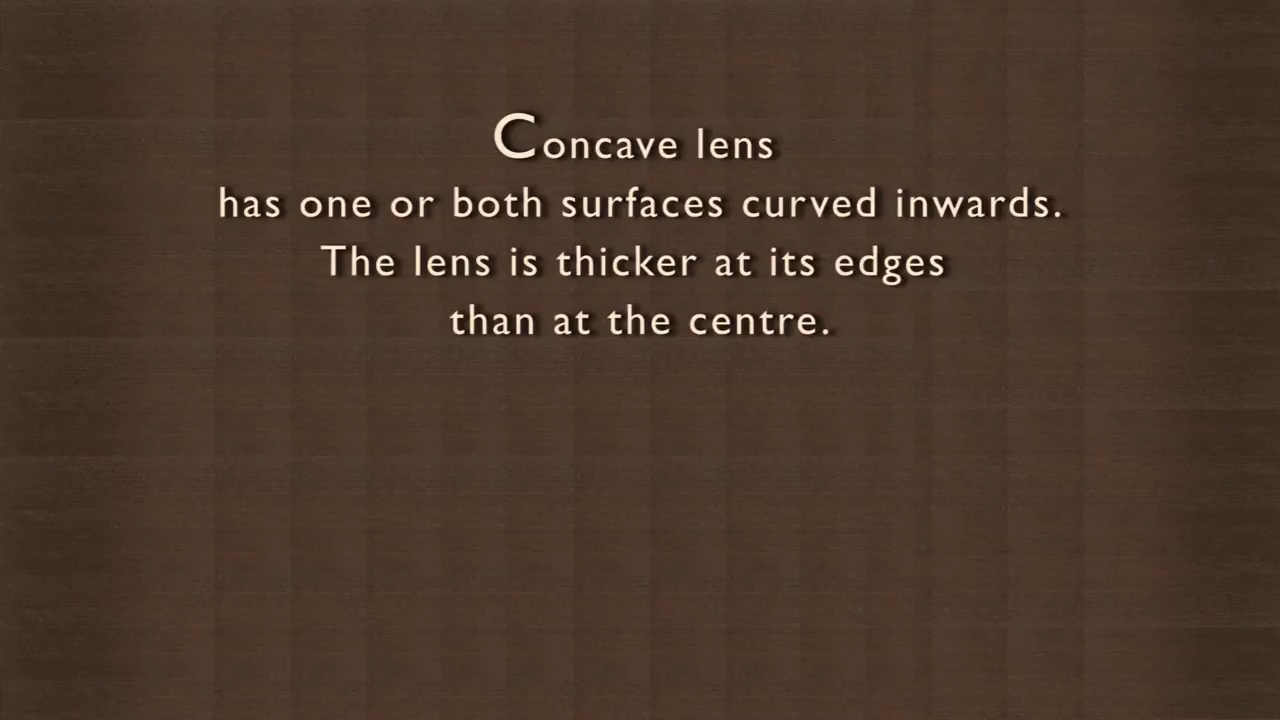 Concave lens
has one or both surfaces curved inwards.
The lens is thicker at its edges
than at the centre.